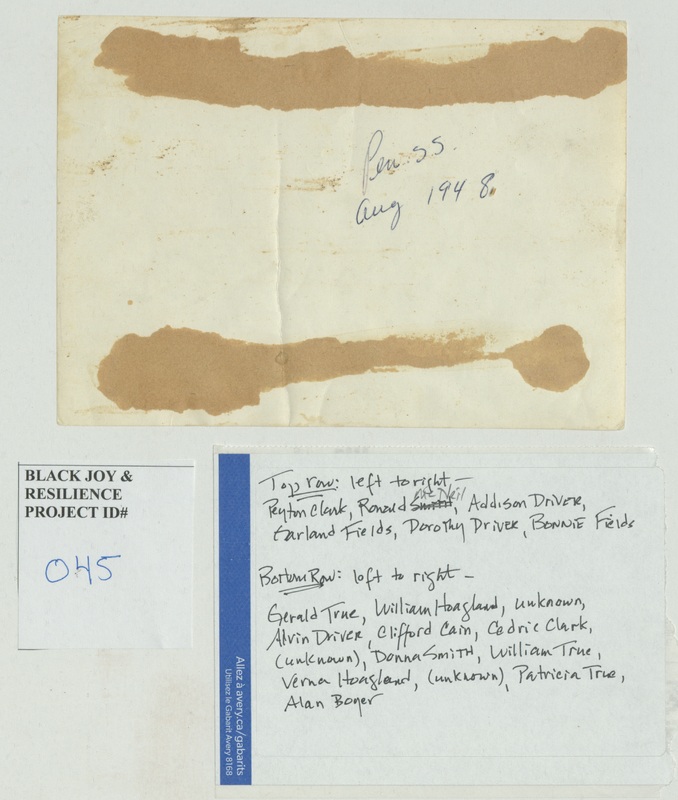 Pen SS.
Aug 1948
BLACK JOY &
RESILIENCE
PROJECT ID#
045
Top row: left to right —
Peyton Clark, Ronald Smith, Addison Driver,
Garland Fields, Dorothy Driver, Bonnie Fields
Bottom Row: left to right —
Gerald True, William Hoagland, unknown,
Alvin Driver, Clifford Cain, Cedric Clark,
(unknown), Donna Smith, William True,
Verna Hoagland, (unknown), Patricia True,
Alan Boyer
Allez à avery.ca/gabarits
Utilisez le Gabarit Avery 8168